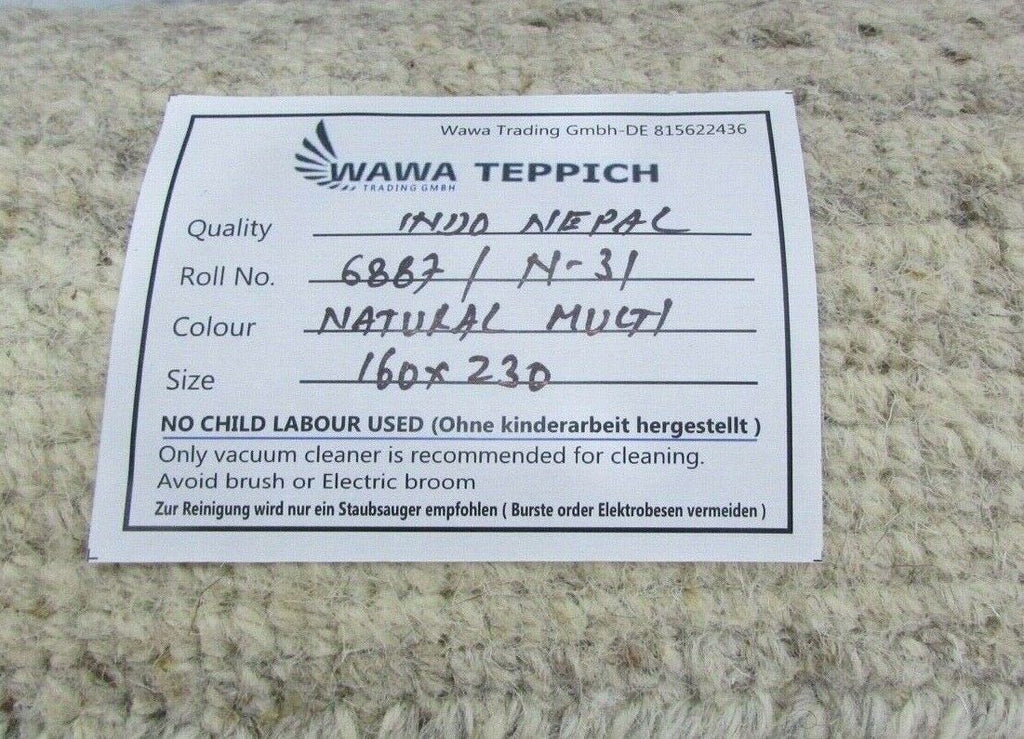 Wawa Trading Gmbh-DE 815622436
WAWA TEPPICH
TRADING GMBH
Quality INDO NEPAL
Roll No. 6887 / N-31
Colour NATURAL MULTI
Size 160x230
NO CHILD LABOUR USED (Ohne kinderarbeit hergestellt )
Only vacuum cleaner is recommended for cleaning.
Avoid brush or Electric broom
Zur Reinigung wird nur ein Staubsauger empfohlen ( Burste order Elektrobesen vermeiden )